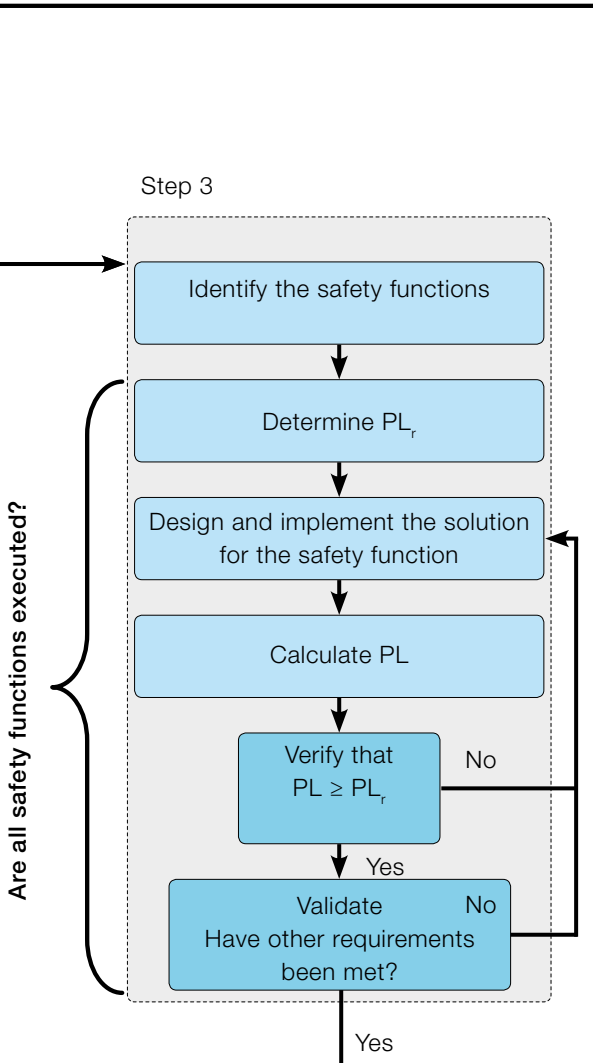 Step 3
Identify the safety functions
Determine PLr
Design and implement the solution
for the safety function
Calculate PL
Verify that
PL ≥ PLr
No
Yes
Validate
No
Have other requirements
been met?
Yes
Are all safety functions executed?